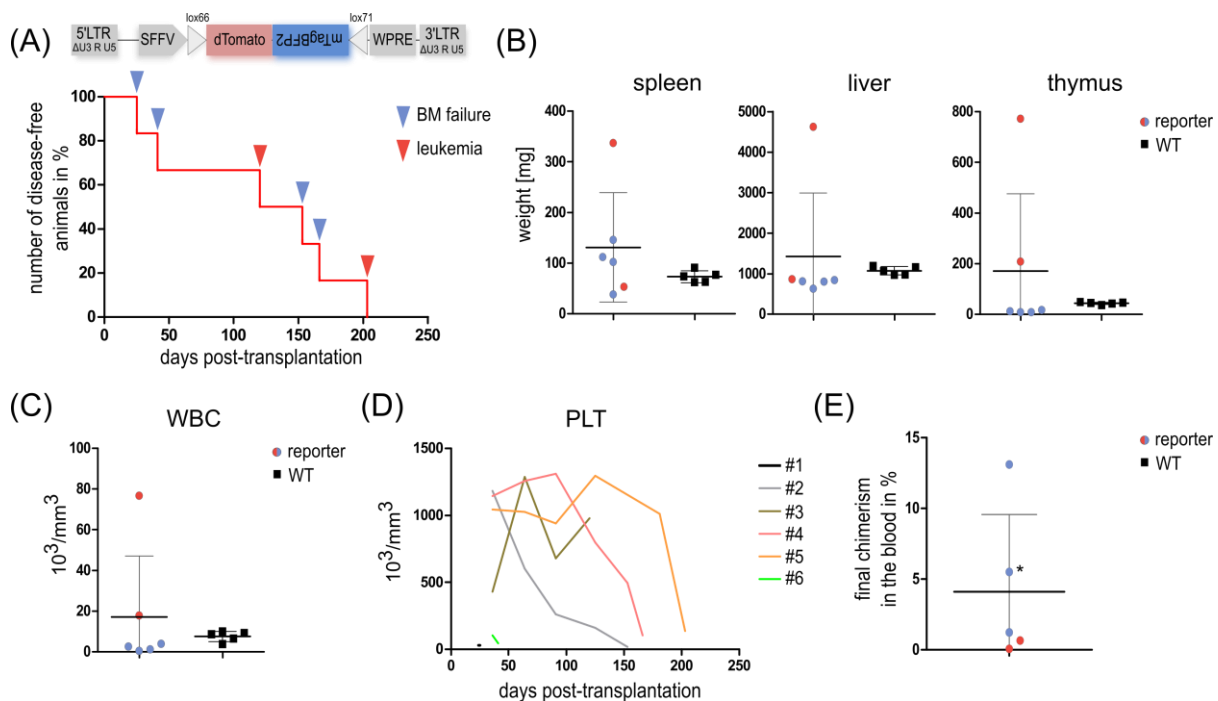 (A)
5'LTR
ΔU3 R U5
SFFV
lox66
dTomato
mTagBFP2
lox71
WPRE
3'LTR
ΔU3 R U5
number of disease-free
animals in %
100
80
60
40
20
0
0 50 100 150 200 250
days post-transplantation
BM failure
leukemia
(B)
spleen
weight [mg]
400
300
200
100
0
liver
5000
4000
3000
2000
1000
0
thymus
800
600
400
200
0
reporter
WT
(C)
WBC
10^3/mm3
100
80
60
40
20
0
reporter
WT
(D)
PLT
10^3/mm3
1500
1000
500
0
0 50 100 150 200 250
days post-transplantation
#1
#2
#3
#4
#5
#6
(E)
final chimerism
in the blood in %
15
10
5
0
*
reporter
WT